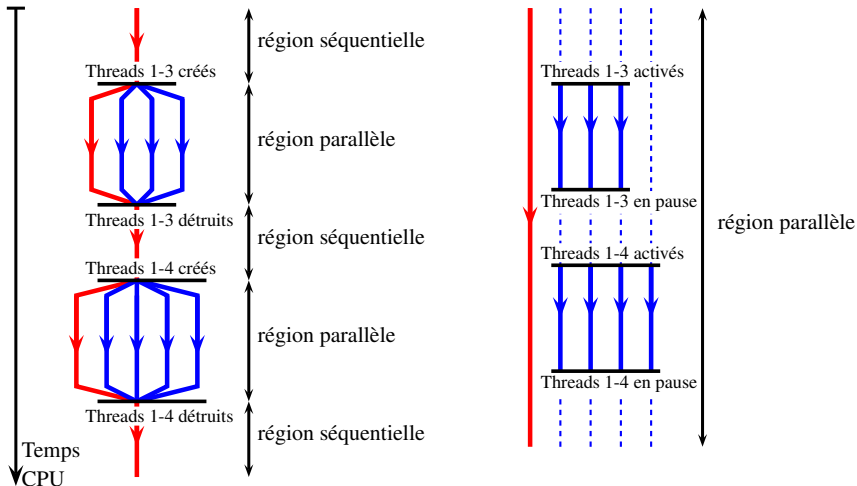 région séquentielle
Threads 1-3 créés
région parallèle
Threads 1-3 détruits
région séquentielle
Threads 1-4 créés
région parallèle
Threads 1-4 détruits
région séquentielle
Temps
CPU
Threads 1-3 activés
Threads 1-3 en pause
région parallèle
Threads 1-4 activés
Threads 1-4 en pause